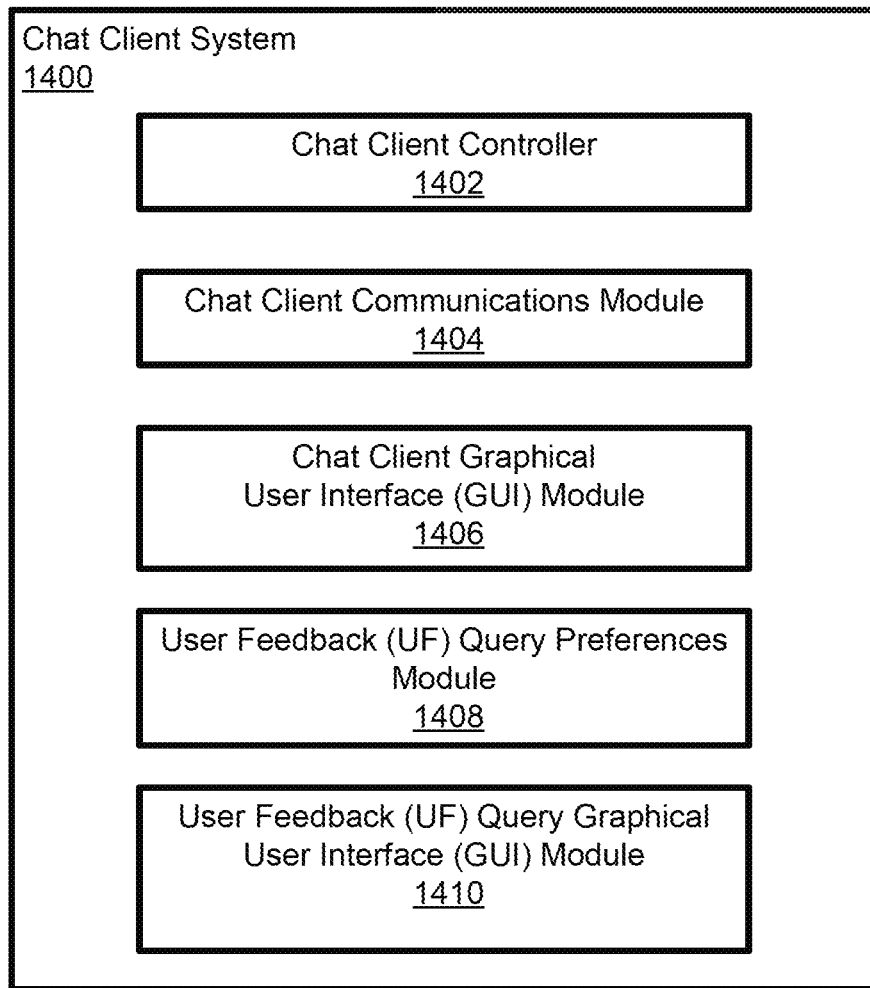 Chat Client System
1400
Chat Client Controller
1402
Chat Client Communications Module
1404
Chat Client Graphical
User Interface (GUI) Module
1406
User Feedback (UF) Query Preferences
Module
1408
User Feedback (UF) Query Graphical
User Interface (GUI) Module
1410